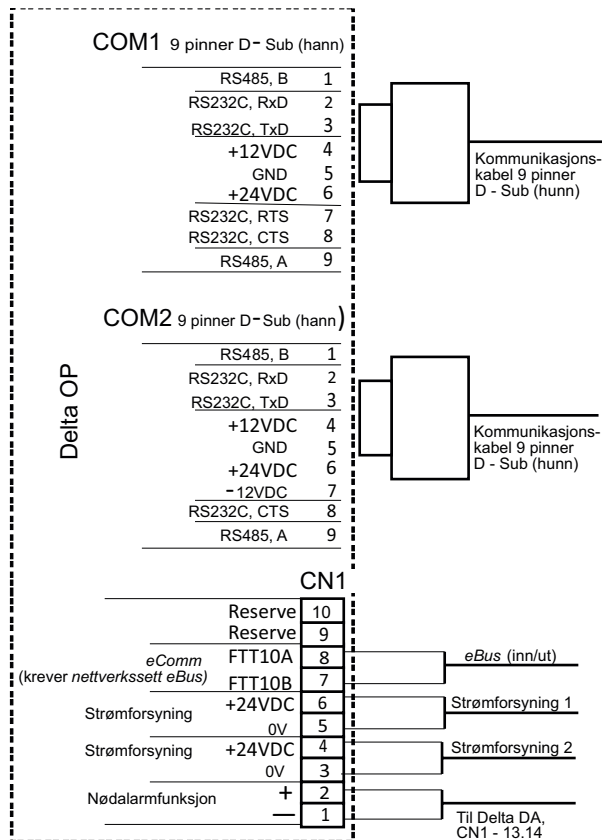 COM1 9 pinner D- Sub (hann)
RS485, B 1
RS232C, RxD 2
RS232C, TxD 3
+12VDC 4
GND 5
+24VDC 6
RS232C, RTS 7
RS232C, CTS 8
RS485, A 9
Kommunikasjons-
kabel 9 pinner
D - Sub (hunn)
COM2 9 pinner D-Sub (hann)
RS485, B 1
RS232C, RxD 2
RS232C, TxD 3
+12VDC 4
GND 5
+24VDC 6
-12VDC 7
RS232C, CTS 8
RS485, A 9
Kommunikasjons-
kabel 9 pinner
D - Sub (hunn)
Delta OP
CN1
Reserve 10
Reserve 9
eComm FTT10A 8 eBus (inn/ut)
(krever nettverkssett eBus) FTT10B 7
Strømforsyning +24VDC 6 Strømforsyning 1
0V 5
Strømforsyning +24VDC 4 Strømforsyning 2
0V 3
Nødalarmfunksjon + 2
— 1
Til Delta DA,
CN1 - 13.14